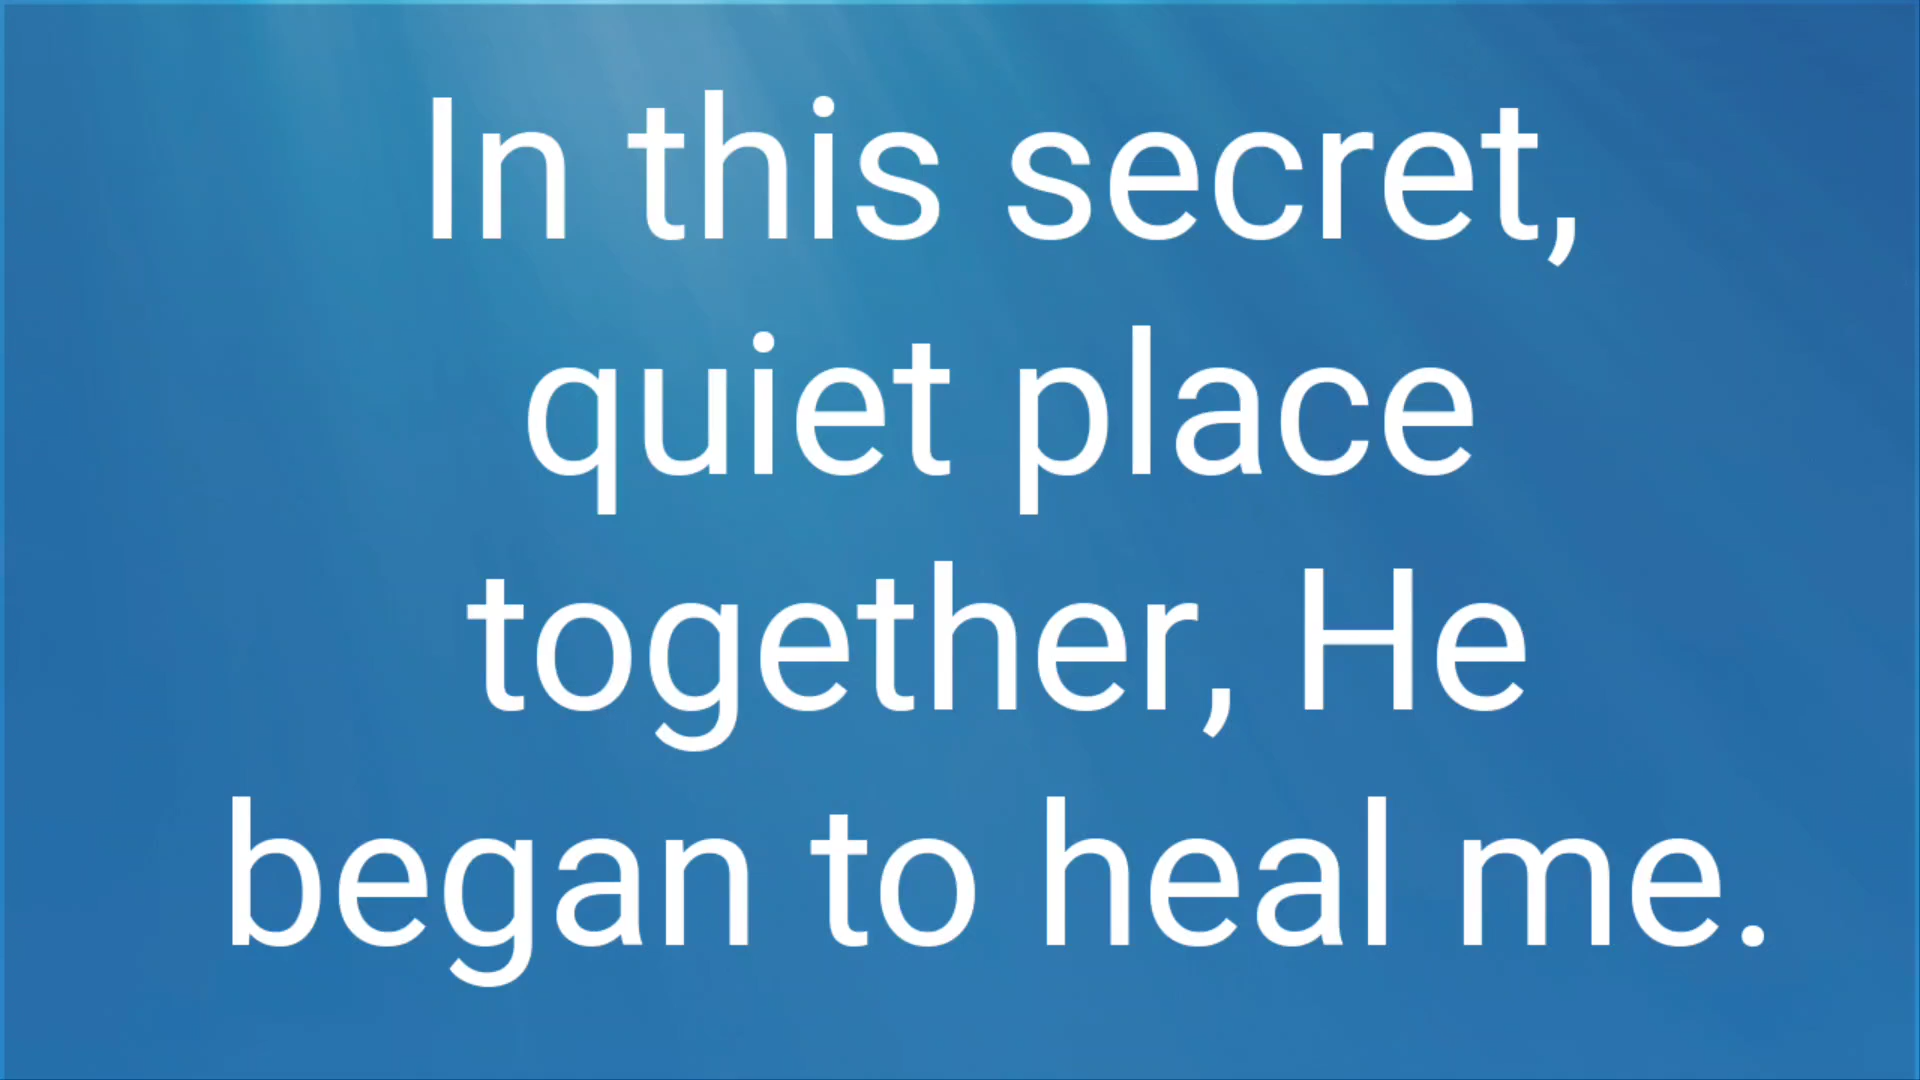 In this secret,
quiet place
together, He
began to heal me.